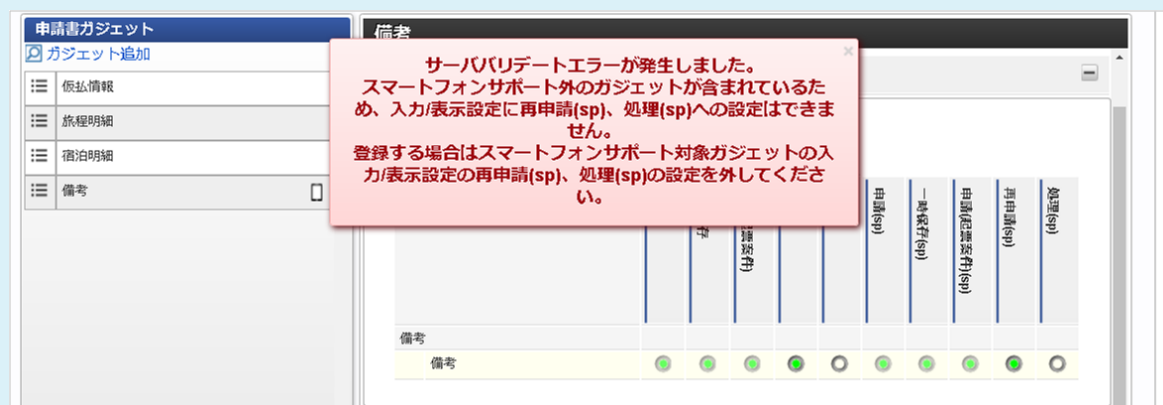 申請書ガジェット
ガジェット追加
仮払情報
旅程明細
宿泊明細
備考
備考
×
サーババリデートエラーが発生しました。
スマートフォンサポート外のガジェットが含まれているた
め、入力/表示設定に再申請(sp)、処理(sp)への設定はできま
せん。
登録する場合はスマートフォンサポート対象ガジェットの入
力/表示設定の再申請(sp)、処理(sp)の設定を外してくださ
い。
存
起票案件)
申請(sp)
一時保存(sp)
申請(起票案件)(sp)
再申請(sp)
処理(sp)
備考
備考